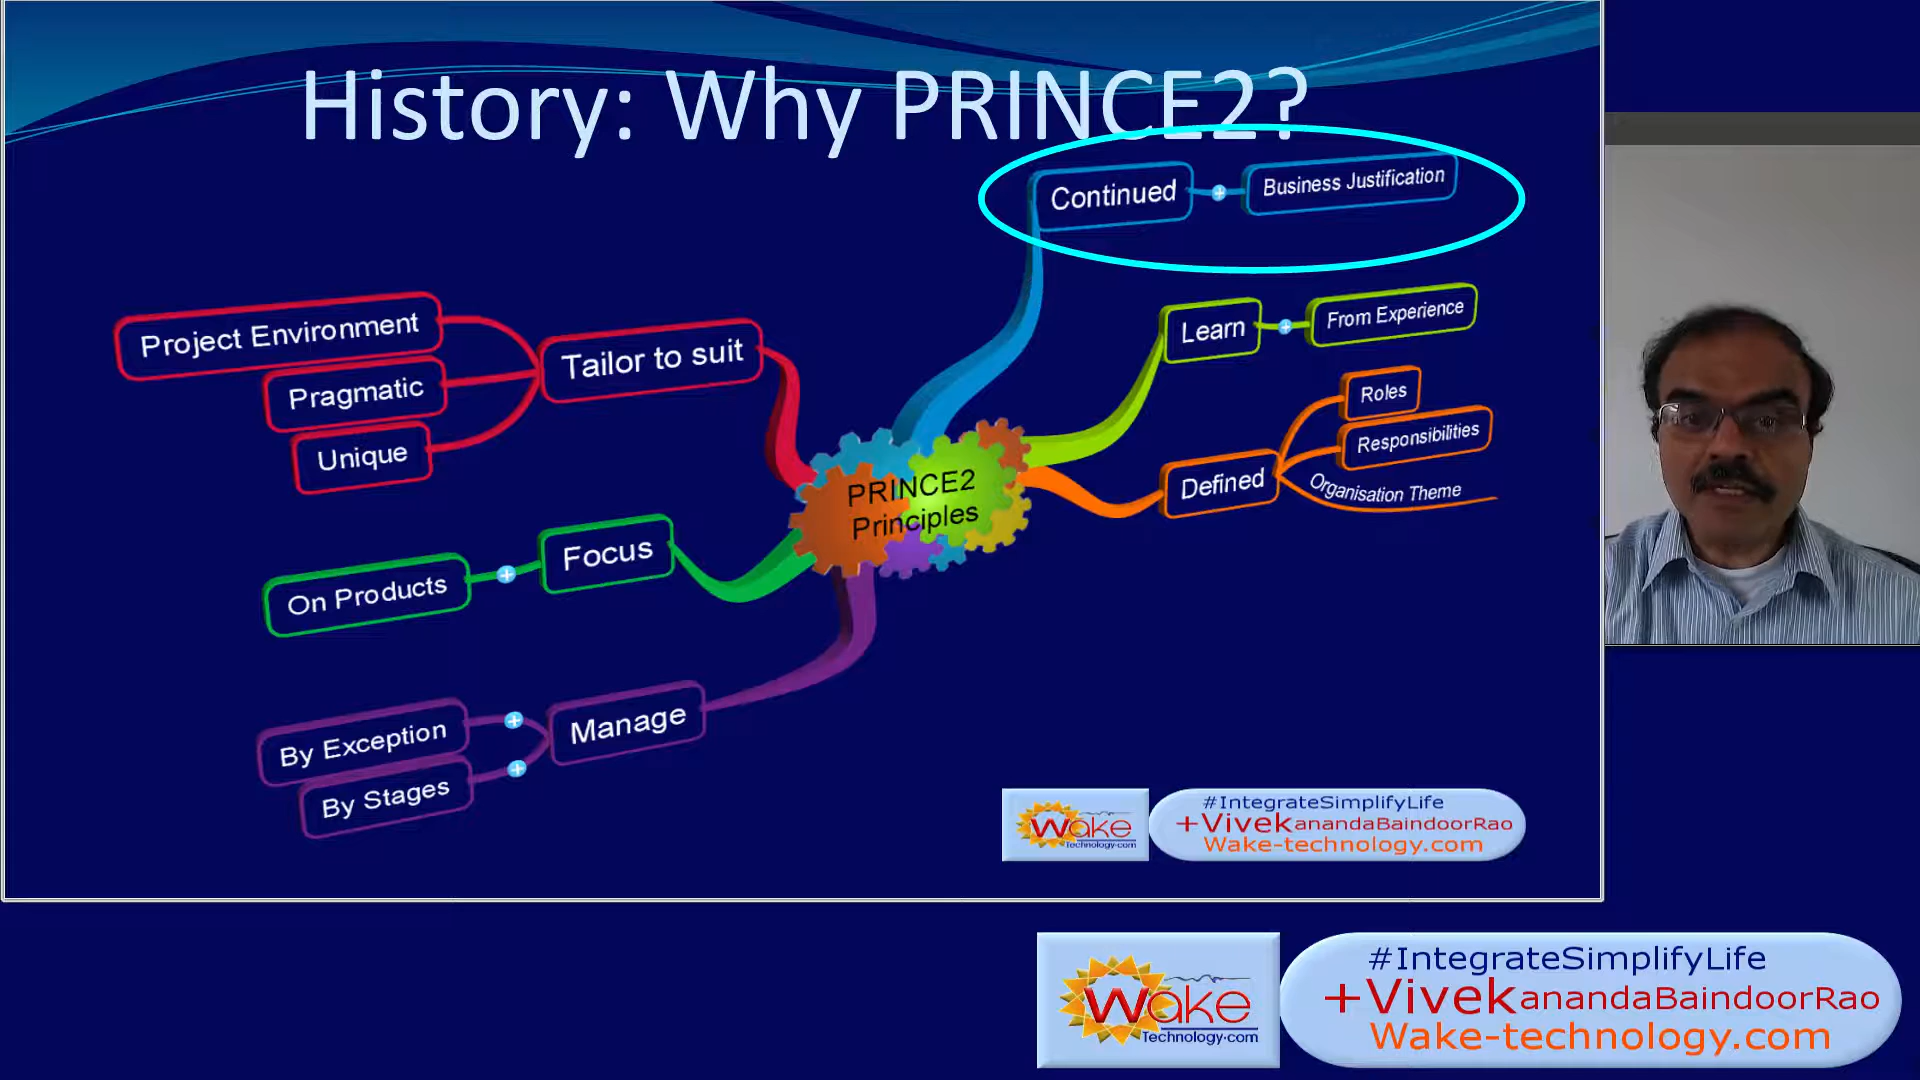 History: Why PRINCE2?
Continued
Business Justification
Learn
From Experience
Roles
Responsibilities
Defined
Organisation Theme
Project Environment
Pragmatic
Unique
Tailor to suit
PRINCE2
Principles
Focus
On Products
Manage
By Exception
By Stages
Wake
Technology.com
#IntegrateSimplifyLife
+VivekanandaBaindoorRao
Wake-technology.com
Wake
Technology.com
#IntegrateSimplifyLife
+VivekanandaBaindoorRao
Wake-technology.com